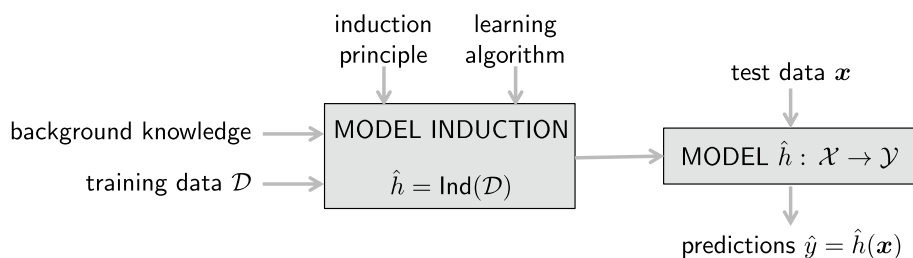 induction
principle
learning
algorithm
background knowledge
training data 𝒟
MODEL INDUCTION
ĥ = Ind(𝒟)
test data 𝒙
MODEL ĥ : 𝒳 → 𝒴
predictions ŷ = ĥ(𝒙)